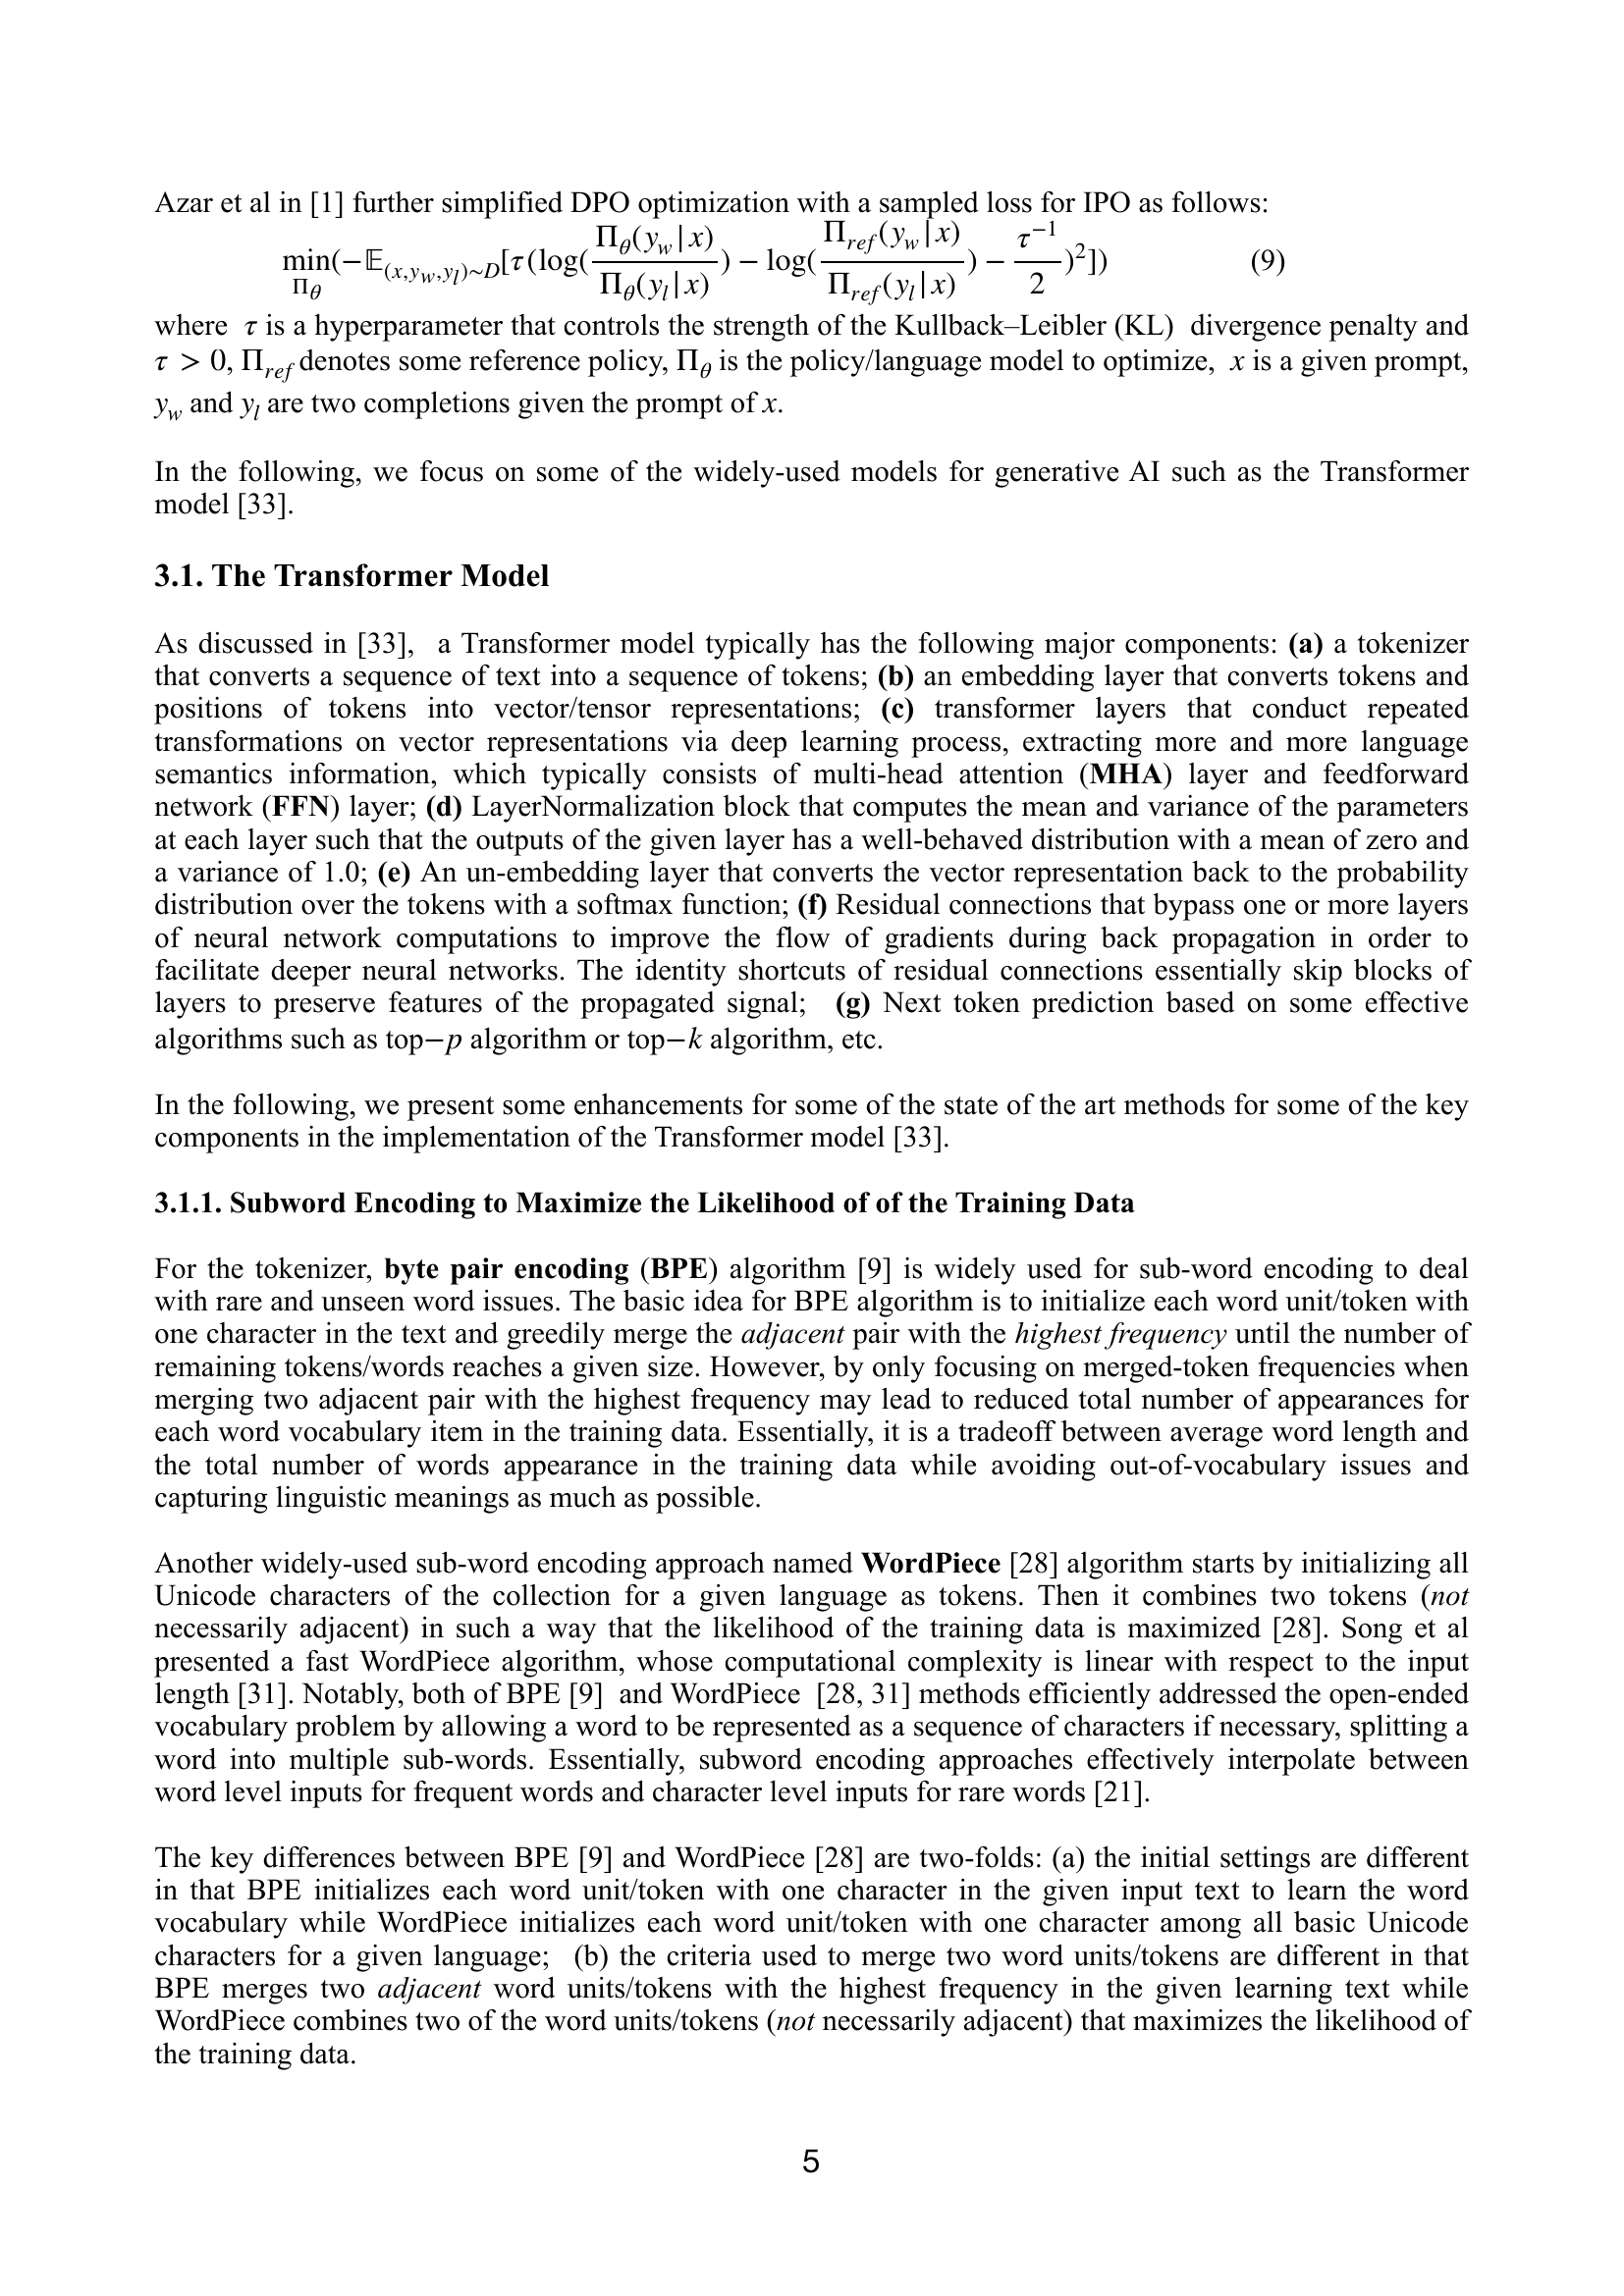 Azar et al in [1] further simplified DPO optimization with a sampled loss for IPO as follows:
min_{Π_θ}(−𝔼_{(x,y_w,y_l)∼D}[τ(log(Π_θ(y_w|x)/Π_θ(y_l|x)) − log(Π_ref(y_w|x)/Π_ref(y_l|x)) − τ^{−1}/2)^2]) (9)
where τ is a hyperparameter that controls the strength of the Kullback–Leibler (KL) divergence penalty and
τ > 0, Π_ref denotes some reference policy, Π_θ is the policy/language model to optimize, x is a given prompt,
y_w and y_l are two completions given the prompt of x.
In the following, we focus on some of the widely-used models for generative AI such as the Transformer
model [33].
3.1. The Transformer Model
As discussed in [33], a Transformer model typically has the following major components: (a) a tokenizer
that converts a sequence of text into a sequence of tokens; (b) an embedding layer that converts tokens and
positions of tokens into vector/tensor representations; (c) transformer layers that conduct repeated
transformations on vector representations via deep learning process, extracting more and more language
semantics information, which typically consists of multi-head attention (MHA) layer and feedforward
network (FFN) layer; (d) LayerNormalization block that computes the mean and variance of the parameters
at each layer such that the outputs of the given layer has a well-behaved distribution with a mean of zero and
a variance of 1.0; (e) An un-embedding layer that converts the vector representation back to the probability
distribution over the tokens with a softmax function; (f) Residual connections that bypass one or more layers
of neural network computations to improve the flow of gradients during back propagation in order to
facilitate deeper neural networks. The identity shortcuts of residual connections essentially skip blocks of
layers to preserve features of the propagated signal; (g) Next token prediction based on some effective
algorithms such as top−p algorithm or top−k algorithm, etc.
In the following, we present some enhancements for some of the state of the art methods for some of the key
components in the implementation of the Transformer model [33].
3.1.1. Subword Encoding to Maximize the Likelihood of of the Training Data
For the tokenizer, byte pair encoding (BPE) algorithm [9] is widely used for sub-word encoding to deal
with rare and unseen word issues. The basic idea for BPE algorithm is to initialize each word unit/token with
one character in the text and greedily merge the adjacent pair with the highest frequency until the number of
remaining tokens/words reaches a given size. However, by only focusing on merged-token frequencies when
merging two adjacent pair with the highest frequency may lead to reduced total number of appearances for
each word vocabulary item in the training data. Essentially, it is a tradeoff between average word length and
the total number of words appearance in the training data while avoiding out-of-vocabulary issues and
capturing linguistic meanings as much as possible.
Another widely-used sub-word encoding approach named WordPiece [28] algorithm starts by initializing all
Unicode characters of the collection for a given language as tokens. Then it combines two tokens (not
necessarily adjacent) in such a way that the likelihood of the training data is maximized [28]. Song et al
presented a fast WordPiece algorithm, whose computational complexity is linear with respect to the input
length [31]. Notably, both of BPE [9] and WordPiece [28, 31] methods efficiently addressed the open-ended
vocabulary problem by allowing a word to be represented as a sequence of characters if necessary, splitting a
word into multiple sub-words. Essentially, subword encoding approaches effectively interpolate between
word level inputs for frequent words and character level inputs for rare words [21].
The key differences between BPE [9] and WordPiece [28] are two-folds: (a) the initial settings are different
in that BPE initializes each word unit/token with one character in the given input text to learn the word
vocabulary while WordPiece initializes each word unit/token with one character among all basic Unicode
characters for a given language; (b) the criteria used to merge two word units/tokens are different in that
BPE merges two adjacent word units/tokens with the highest frequency in the given learning text while
WordPiece combines two of the word units/tokens (not necessarily adjacent) that maximizes the likelihood of
the training data.
5